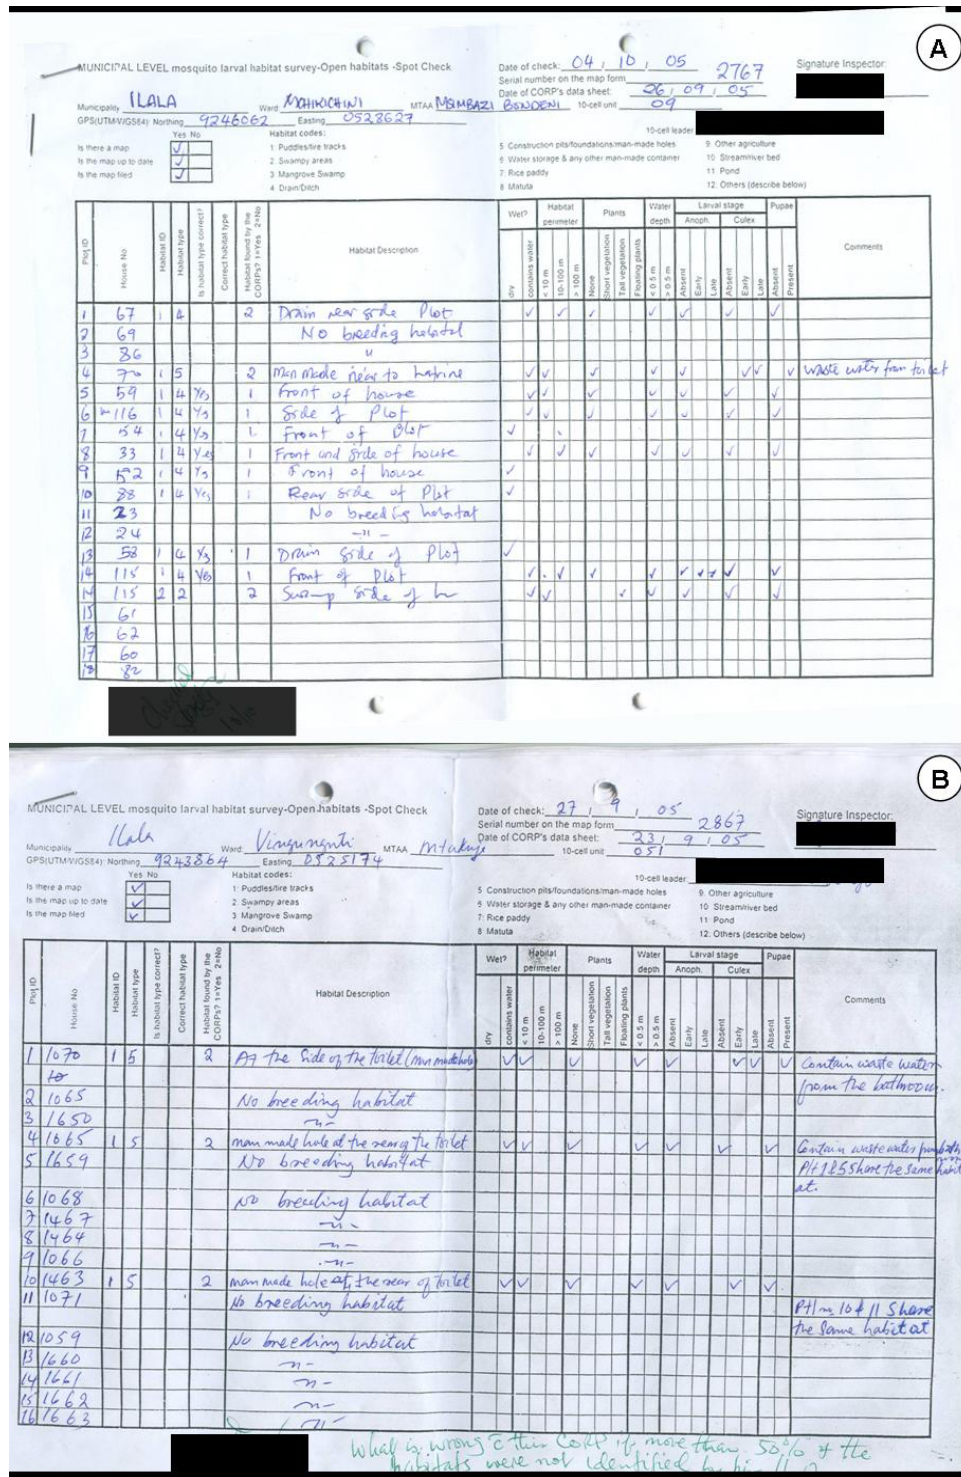 A
MUNICIPAL LEVEL mosquito larval habitat survey-Open habitats -Spot Check
Date of check: 04, 10, 05 2767
Signature Inspector:
Serial number on the map form
Date of CORP's data sheet: 26, 09, 05
Municipality ILALA Ward MCHIKICHINI MTAA MSIMBAZI BONDENI 10-cell unit 09
GPS(UTM/WGS84) Northing 9246062 Easting 0528627
10-cell leader
Yes No
Is there a map ✓
Is the map up to date ✓
Is the map filed ✓
Habitat codes:
1 Puddles/tire tracks
2 Swampy areas
3 Mangrove Swamp
4 Drain/Ditch
5 Construction pits/foundations/man-made holes
6 Water storage & any other man-made container
7 Rice paddy
8 Matuta
9 Other agriculture
10 Stream/river bed
11 Pond
12 Others (describe below)
Plot ID House No Habitat ID Habitat type Is habitat type correct? Correct habitat type Habitat found by the CORPs? 1=Yes 2=No Habitat Description Wet? Habitat perimeter Plants Water depth Larval stage Pupae Comments
Anoph. Culex
dry contains water < 10 m 10-100 m > 100 m None Short vegetation Tall vegetation Floating plants < 0.5 m > 0.5 m Absent Early Late Absent Early Late Absent Present
1 67 1 4 2 Drain rear side Plot ✓ ✓ ✓ ✓ ✓ ✓ ✓
2 69 No breeding habitat
3 86 "
4 70 1 5 2 Man made near to latrine ✓ ✓ ✓ ✓ ✓ ✓ ✓ ✓ waste water from toilet
5 59 1 4 Yes 1 Front of house ✓ ✓ ✓ ✓ ✓ ✓ ✓
6 116 1 4 Ys 1 Side of Plot ✓ ✓ ✓ ✓ ✓ ✓ ✓
7 54 1 4 Ys 1 Front of Plot ✓
8 33 1 4 Yes 1 Front and side of house ✓ ✓ ✓ ✓ ✓ ✓ ✓
9 52 1 4 Ys 1 Front of house ✓
10 88 1 4 Yes 1 Rear side of Plot ✓
11 23 No breeding habitat
12 24 -"-
13 58 1 4 Ys 1 Drain side of Plot ✓
14 115 1 4 Yes 1 Front of Plot ✓ ✓ ✓ ✓ ✓ ✓ ✓ ✓ ✓
14 115 2 2 2 Swamp side of ✓ ✓ ✓ ✓ ✓ ✓ ✓
15 61
16 62
17 60
18 82
B
MUNICIPAL LEVEL mosquito larval habitat survey-Open habitats -Spot Check
Date of check: 27, 9, 05
Signature Inspector:
Serial number on the map form 2867
Date of CORP's data sheet: 23, 9, 05
Municipality Ilala Ward Vingunguti MTAA Mtakuja 10-cell unit 051
GPS(UTM/WGS84) Northing 9243864 Easting 0525174
10-cell leader
Yes No
Is there a map ✓
Is the map up to date ✓
Is the map filed ✓
Habitat codes:
1 Puddles/tire tracks
2 Swampy areas
3 Mangrove Swamp
4 Drain/Ditch
5 Construction pits/foundations/man-made holes
6 Water storage & any other man-made container
7 Rice paddy
8 Matuta
9 Other agriculture
10 Stream/river bed
11 Pond
12 Others (describe below)
Plot ID House No Habitat ID Habitat type Is habitat type correct? Correct habitat type Habitat found by the CORPs? 1=Yes 2=No Habitat Description Wet? Habitat perimeter Plants Water depth Larval stage Pupae Comments
Anoph. Culex
dry contains water < 10 m 10-100 m > 100 m None Short vegetation Tall vegetation Floating plants < 0.5 m > 0.5 m Absent Early Late Absent Early Late Absent Present
1 1070 1 5 2 At the Side of the toilet (man made hole) ✓ ✓ ✓ ✓ ✓ ✓ ✓ ✓ Contain waste water
from the bathroom.
2 1065 No breeding habitat
3 1650 -"-
4 1065 1 5 2 man made hole at the rear of the toilet ✓ ✓ ✓ ✓ ✓ ✓ ✓ Contain waste water
5 1659 No breeding habitat Share the same habit
at.
6 1068 No breeding habitat
7 1467 -"-
8 1464 -"-
9 1066 -"-
10 1463 1 5 2 man made hole at the rear of toilet ✓ ✓ ✓ ✓ ✓ ✓ ✓
11 1071 No breeding habitat 10 & 11 Share
the same habitat
12 1059 No breeding habitat
13 1660 -"-
14 1661 -"-
15 1662 -"-
16 1663 -"-
What is wrong this CORP if more than 50% of the
habitats were not identified by